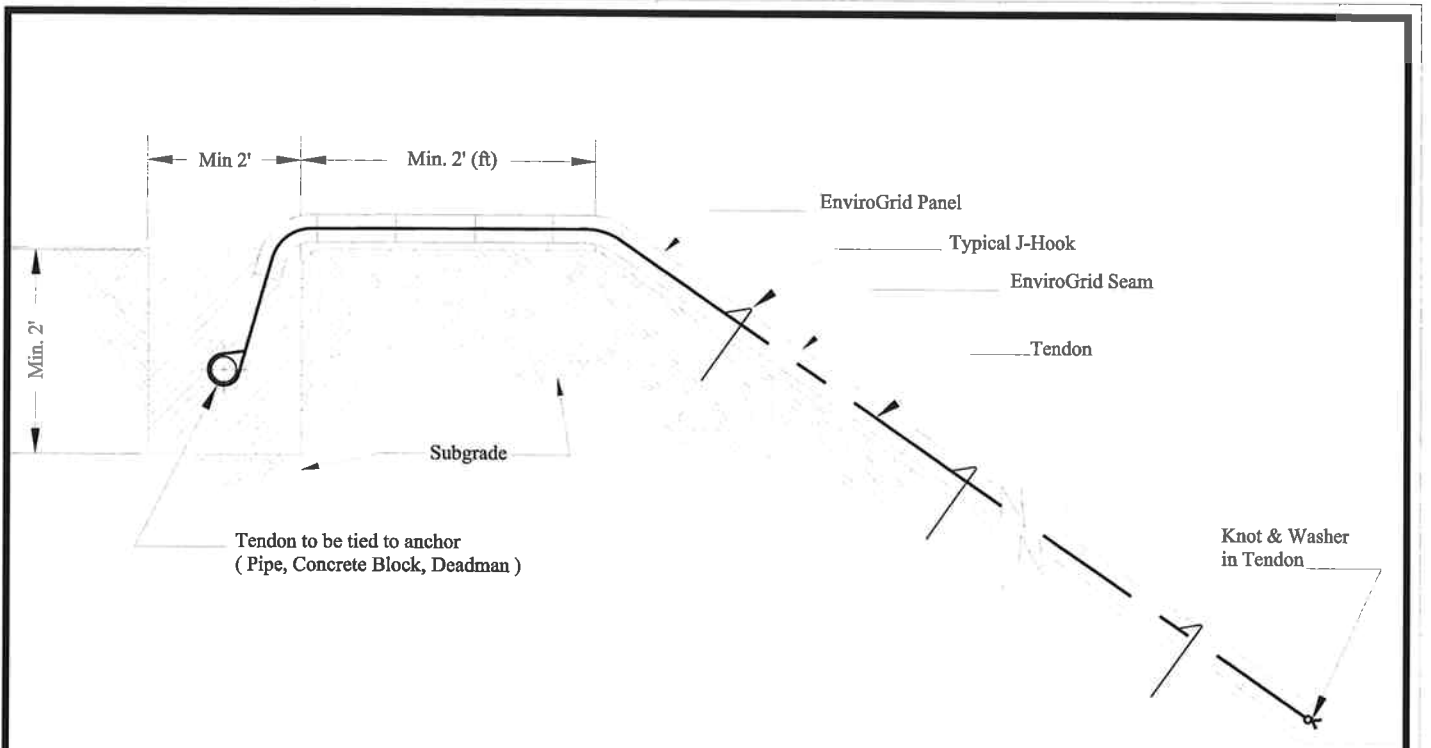 Min 2'
Min. 2' (ft)
EnviroGrid Panel
Typical J-Hook
EnviroGrid Seam
Tendon
Min. 2'
Subgrade
Tendon to be tied to anchor
( Pipe, Concrete Block, Deadman )
Knot & Washer
in Tendon